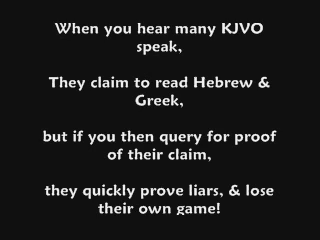 When you hear many KJVO
speak,
They claim to read Hebrew &
Greek,
but if you then query for proof
of their claim,
they quickly prove liars, & lose
their own game!